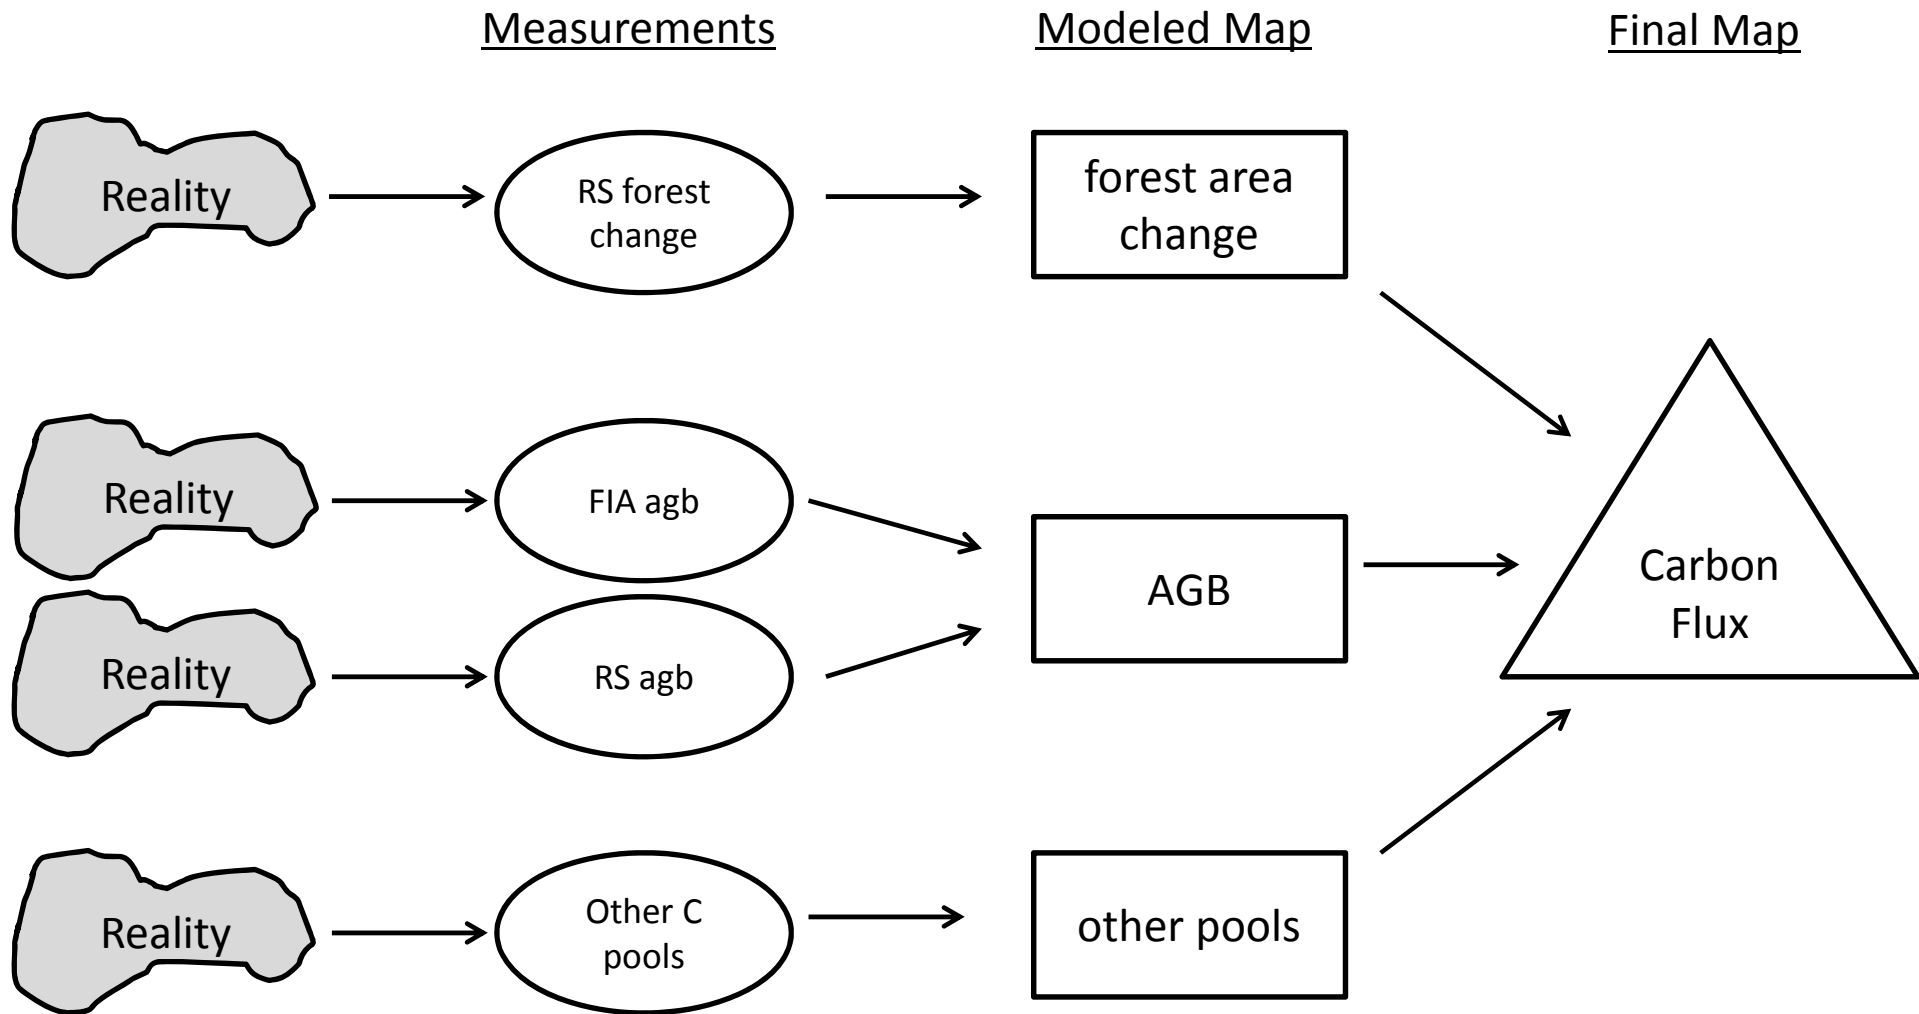 Measurements
Modeled Map
Final Map
Reality
RS forest
change
forest area
change
Reality
FIA agb
Reality
RS agb
AGB
Carbon
Flux
Reality
Other C
pools
other pools